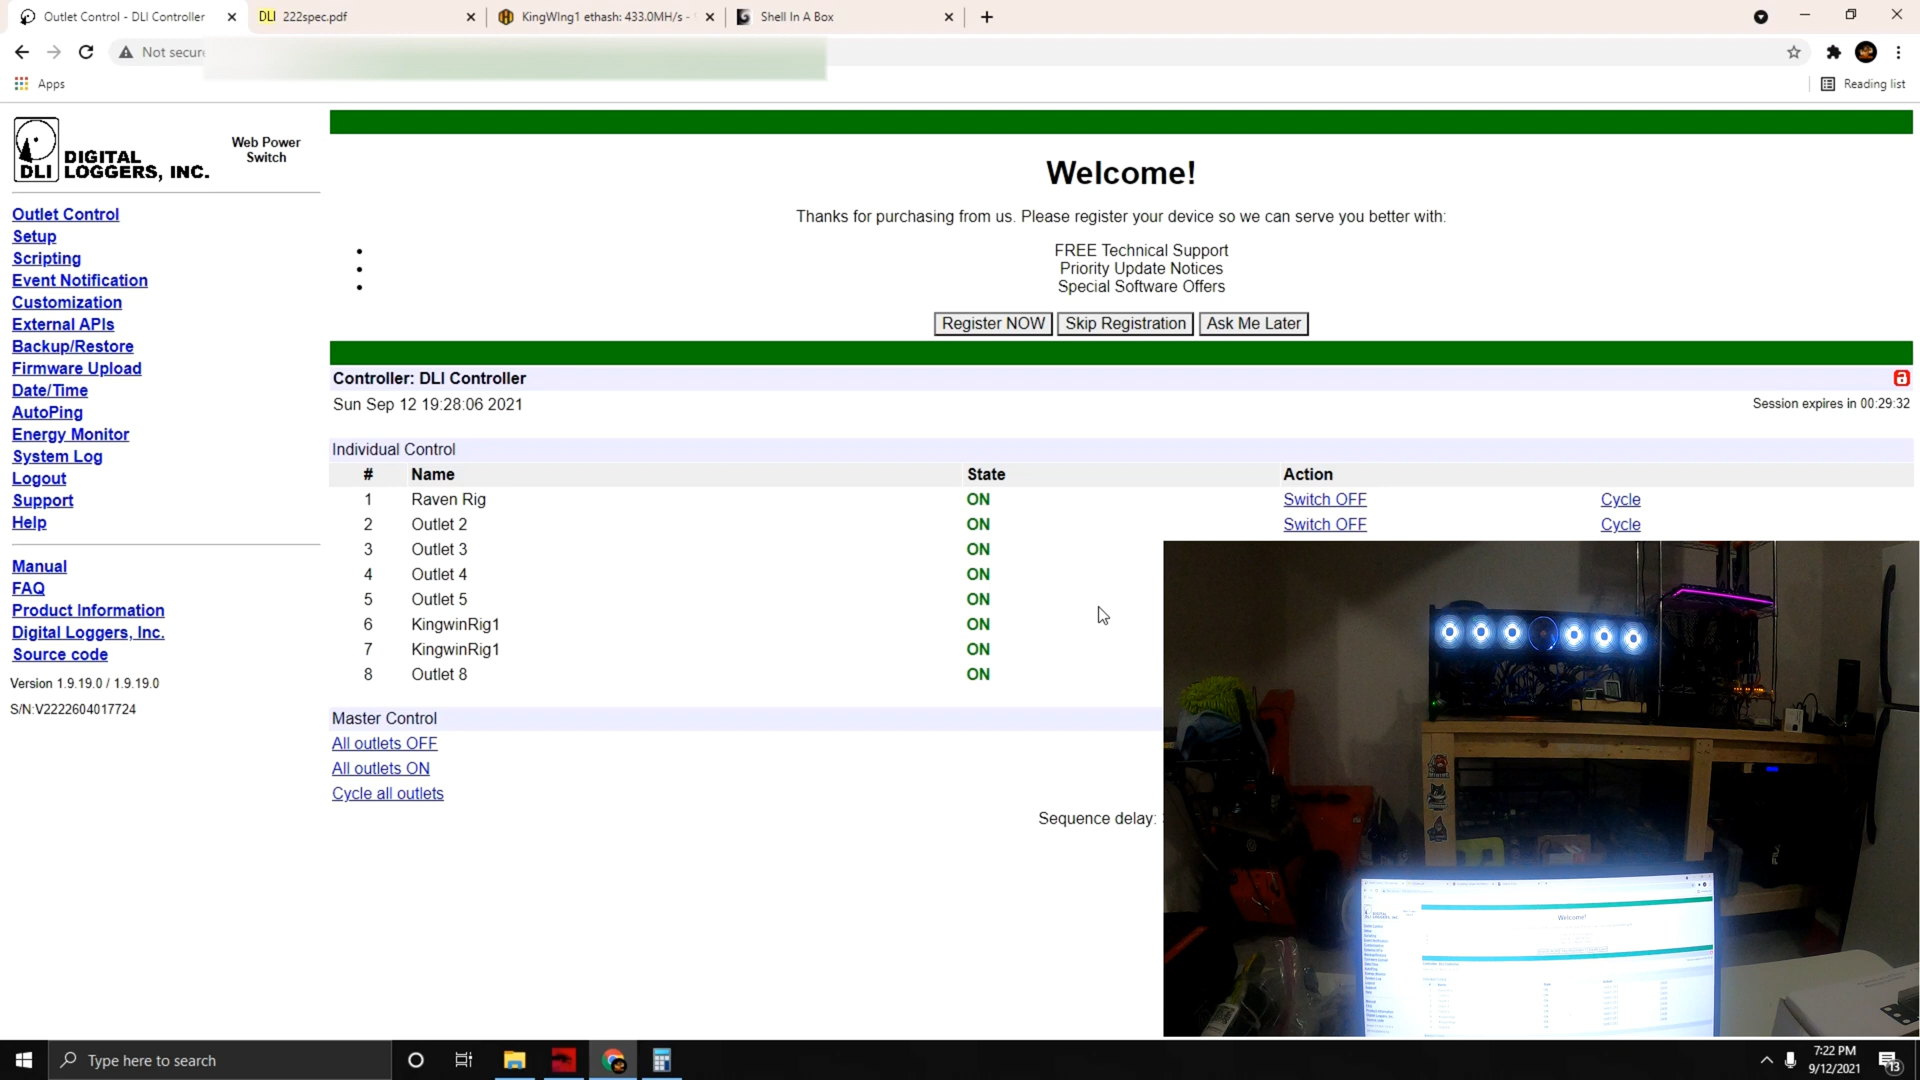 Outlet Control - DLI Controller
DLI 222spec.pdf
KingWIng1 ethash: 433.0MH/s -
Shell In A Box
Not secure
Apps
Reading list
DLI DIGITAL LOGGERS, INC.
Web Power
Switch
Outlet Control
Setup
Scripting
Event Notification
Customization
External APIs
Backup/Restore
Firmware Upload
Date/Time
AutoPing
Energy Monitor
System Log
Logout
Support
Help
Manual
FAQ
Product Information
Digital Loggers, Inc.
Source code
Version 1.9.19.0 / 1.9.19.0
S/N:V2222604017724
Welcome!
Thanks for purchasing from us. Please register your device so we can serve you better with:
FREE Technical Support
Priority Update Notices
Special Software Offers
Register NOW Skip Registration Ask Me Later
Controller: DLI Controller
Sun Sep 12 19:28:06 2021
Session expires in 00:29:32
Individual Control
# Name State Action
1 Raven Rig ON Switch OFF Cycle
2 Outlet 2 ON Switch OFF Cycle
3 Outlet 3 ON
4 Outlet 4 ON
5 Outlet 5 ON
6 KingwinRig1 ON
7 KingwinRig1 ON
8 Outlet 8 ON
Master Control
All outlets OFF
All outlets ON
Cycle all outlets
Sequence delay:
Welcome!
Type here to search
7:22 PM
9/12/2021
13